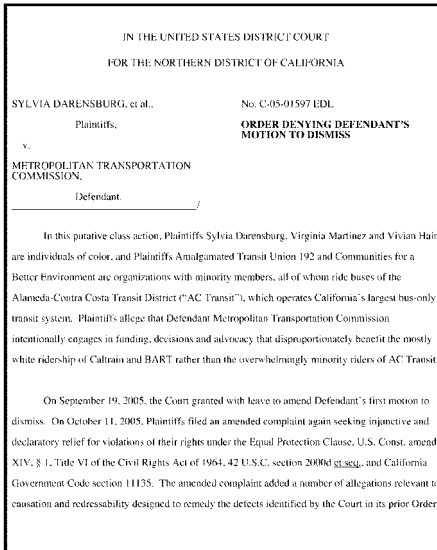 IN THE UNITED STATES DISTRICT COURT
FOR THE NORTHERN DISTRICT OF CALIFORNIA
SYLVIA DARENSBURG, et al.,
Plaintiffs,
v.
METROPOLITAN TRANSPORTATION
COMMISSION,
Defendant.
/
No. C-05-01597 EDL
ORDER DENYING DEFENDANT'S
MOTION TO DISMISS
In this putative class action, Plaintiffs Sylvia Darensburg, Virginia Martinez and Vivian Hain
are individuals of color, and Plaintiffs Amalgamated Transit Union 192 and Communities for a
Better Environment are organizations with minority members, all of whom ride buses of the
Alameda-Contra Costa Transit District ("AC Transit"), which operates California's largest bus-only
transit system. Plaintiffs allege that Defendant Metropolitan Transportation Commission
intentionally engages in funding, decisions and advocacy that disproportionately benefit the mostly
white ridership of Caltrain and BART rather than the overwhelmingly minority riders of AC Transit.
On September 19, 2005, the Court granted with leave to amend Defendant's first motion to
dismiss. On October 11, 2005, Plaintiffs filed an amended complaint again seeking injunctive and
declaratory relief for violations of their rights under the Equal Protection Clause, U.S. Const. amend.
XIV, § 1, Title VI of the Civil Rights Act of 1964, 42 U.S.C. section 2000d et seq., and California
Government Code section 11135. The amended complaint added a number of allegations relevant to
causation and redressability designed to remedy the defects identified by the Court in its prior Order